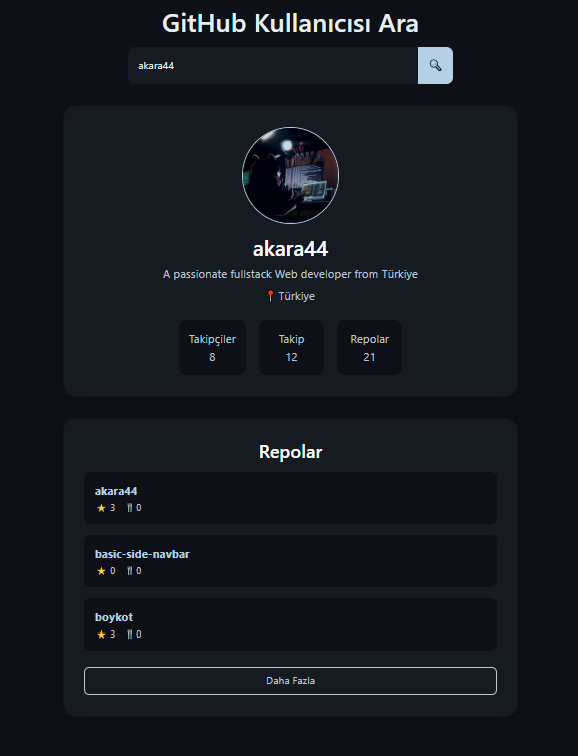 GitHub Kullanıcısı Ara
akara44
akara44
A passionate fullstack Web developer from Türkiye
Türkiye
Takipçiler
8
Takip
12
Repolar
21
Repolar
akara44
3 0
basic-side-navbar
0 0
boykot
3 0
Daha Fazla